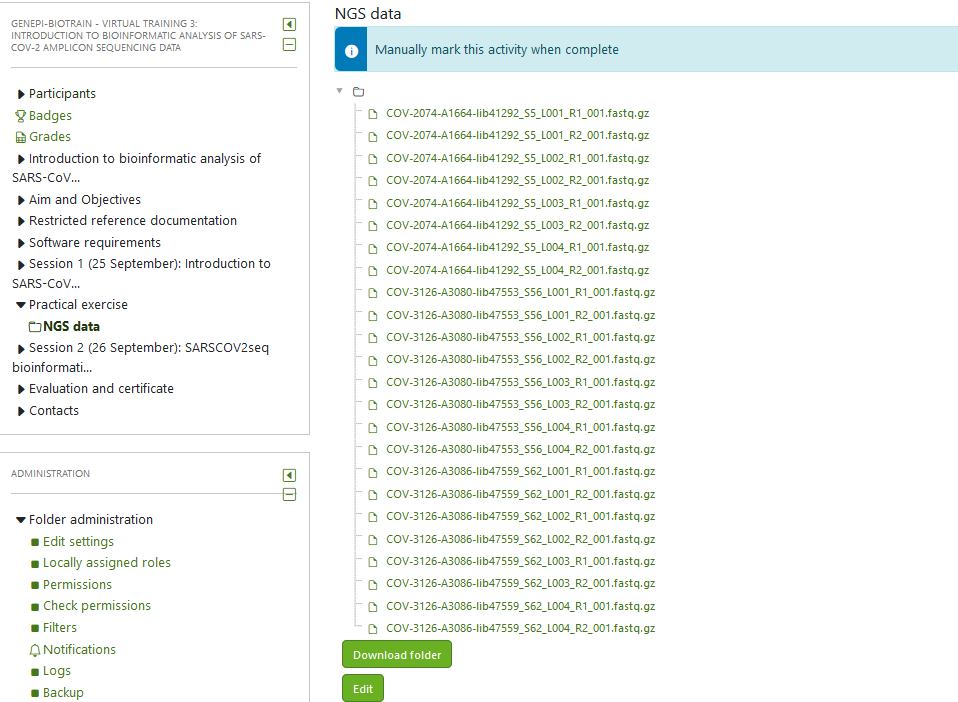 GENEPI-BIOTRAIN - VIRTUAL TRAINING 3:
INTRODUCTION TO BIOINFORMATIC ANALYSIS OF SARS-
COV-2 AMPLICON SEQUENCING DATA
Participants
Badges
Grades
Introduction to bioinformatic analysis of
SARS-CoV...
Aim and Objectives
Restricted reference documentation
Software requirements
Session 1 (25 September): Introduction to
SARS-CoV...
Practical exercise
NGS data
Session 2 (26 September): SARSCOV2seq
bioinformati...
Evaluation and certificate
Contacts
ADMINISTRATION
Folder administration
Edit settings
Locally assigned roles
Permissions
Check permissions
Filters
Notifications
Logs
Backup
NGS data
Manually mark this activity when complete
COV-2074-A1664-lib41292_S5_L001_R1_001.fastq.gz
COV-2074-A1664-lib41292_S5_L001_R2_001.fastq.gz
COV-2074-A1664-lib41292_S5_L002_R1_001.fastq.gz
COV-2074-A1664-lib41292_S5_L002_R2_001.fastq.gz
COV-2074-A1664-lib41292_S5_L003_R1_001.fastq.gz
COV-2074-A1664-lib41292_S5_L003_R2_001.fastq.gz
COV-2074-A1664-lib41292_S5_L004_R1_001.fastq.gz
COV-2074-A1664-lib41292_S5_L004_R2_001.fastq.gz
COV-3126-A3080-lib47553_S56_L001_R1_001.fastq.gz
COV-3126-A3080-lib47553_S56_L001_R2_001.fastq.gz
COV-3126-A3080-lib47553_S56_L002_R1_001.fastq.gz
COV-3126-A3080-lib47553_S56_L002_R2_001.fastq.gz
COV-3126-A3080-lib47553_S56_L003_R1_001.fastq.gz
COV-3126-A3080-lib47553_S56_L003_R2_001.fastq.gz
COV-3126-A3080-lib47553_S56_L004_R1_001.fastq.gz
COV-3126-A3080-lib47553_S56_L004_R2_001.fastq.gz
COV-3126-A3086-lib47559_S62_L001_R1_001.fastq.gz
COV-3126-A3086-lib47559_S62_L001_R2_001.fastq.gz
COV-3126-A3086-lib47559_S62_L002_R1_001.fastq.gz
COV-3126-A3086-lib47559_S62_L002_R2_001.fastq.gz
COV-3126-A3086-lib47559_S62_L003_R1_001.fastq.gz
COV-3126-A3086-lib47559_S62_L003_R2_001.fastq.gz
COV-3126-A3086-lib47559_S62_L004_R1_001.fastq.gz
COV-3126-A3086-lib47559_S62_L004_R2_001.fastq.gz
Download folder
Edit